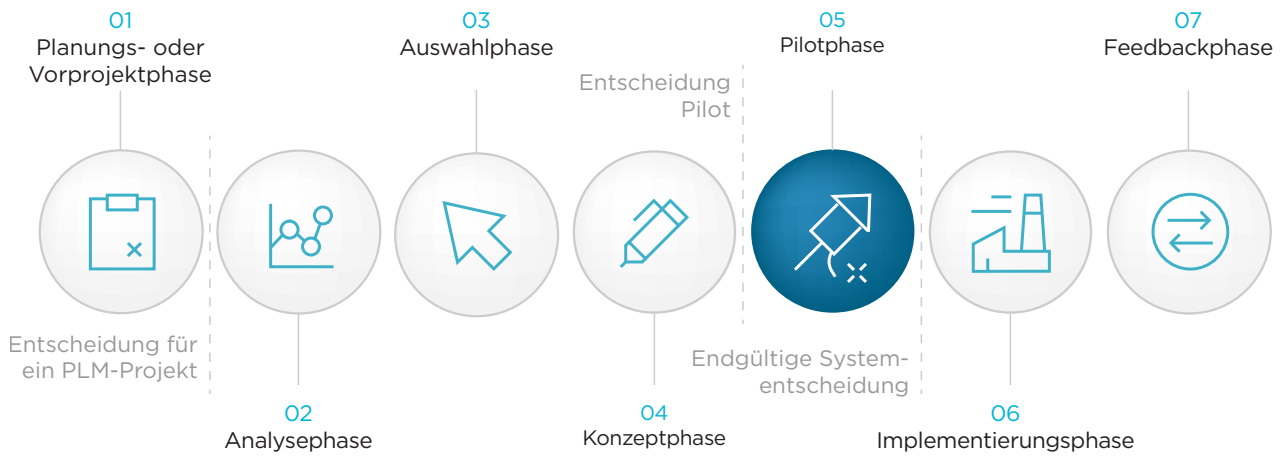 01
Planungs- oder
Vorprojektphase
03
Auswahlphase
05
Pilotphase
07
Feedbackphase
Entscheidung
Pilot
Entscheidung für
ein PLM-Projekt
Endgültige System-
entscheidung
02
Analysephase
04
Konzeptphase
06
Implementierungsphase